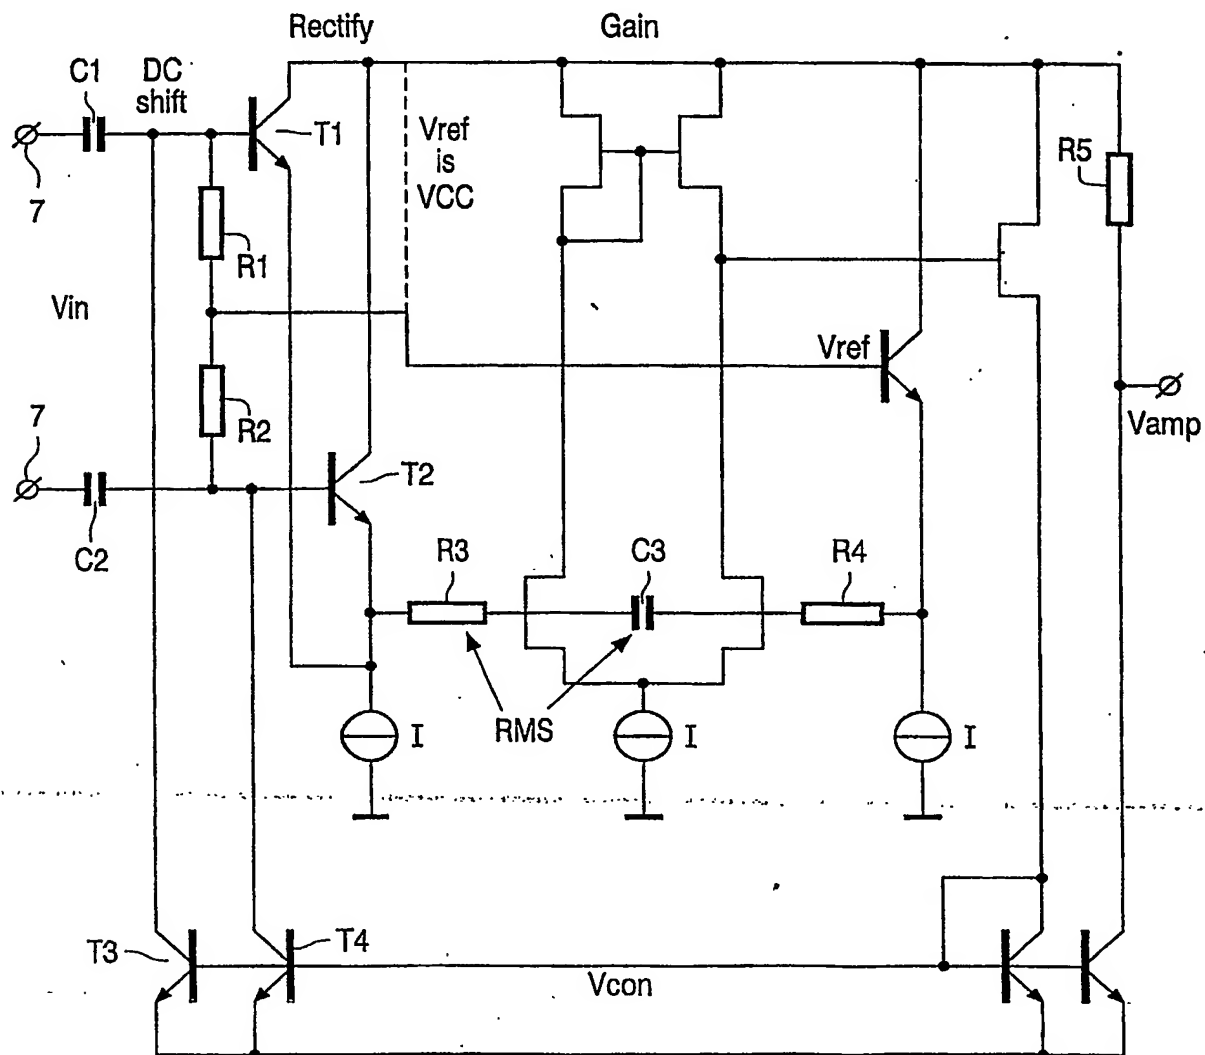 Rectify
Gain
C1
DC
shift
T1
Vref
is
VCC
R5
7
R1
Vin
Vref
R2
7
Vamp
T2
C2
R3
C3
R4
RMS
I
I
I
T3
T4
Vcon